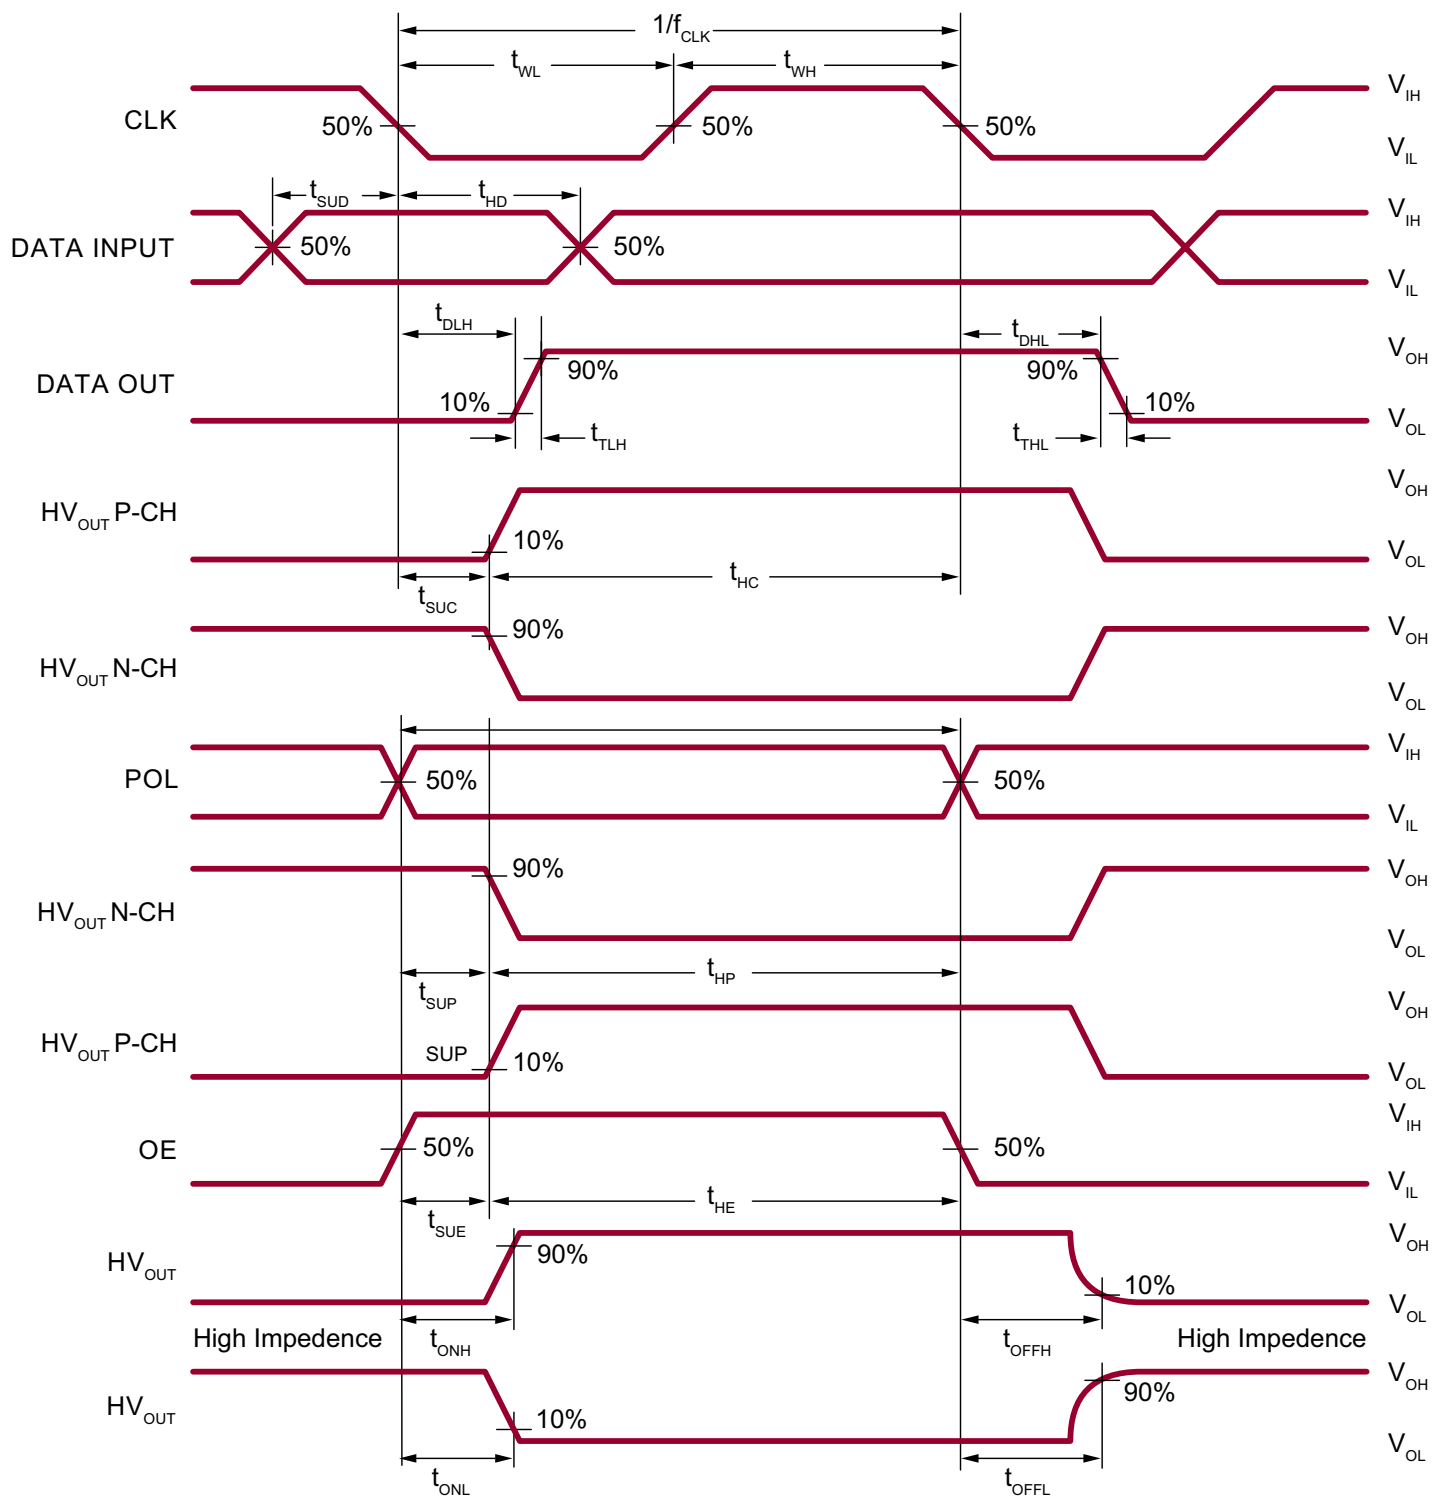 1/fCLK
tWL tWH
CLK 50% 50% 50% VIH
VIL
tSUD tHD
DATA INPUT 50% 50% VIH
VIL
tDLH tDHL
DATA OUT 10% 90% 90% 10% VOH
VOL
tTLH tTHL
HVOUT P-CH 10% VOH
VOL
tSUC tHC
HVOUT N-CH 90% VOH
VOL
POL 50% 50% VIH
VIL
HVOUT N-CH 90% VOH
VOL
tSUP tHP
HVOUT P-CH SUP 10% VOH
VOL
OE 50% 50% VIH
VIL
tSUE tHE
HVOUT 90% 10% VOH
VOL
High Impedence tONH tOFFH High Impedence
HVOUT 10% 90% VOH
VOL
tONL tOFFL